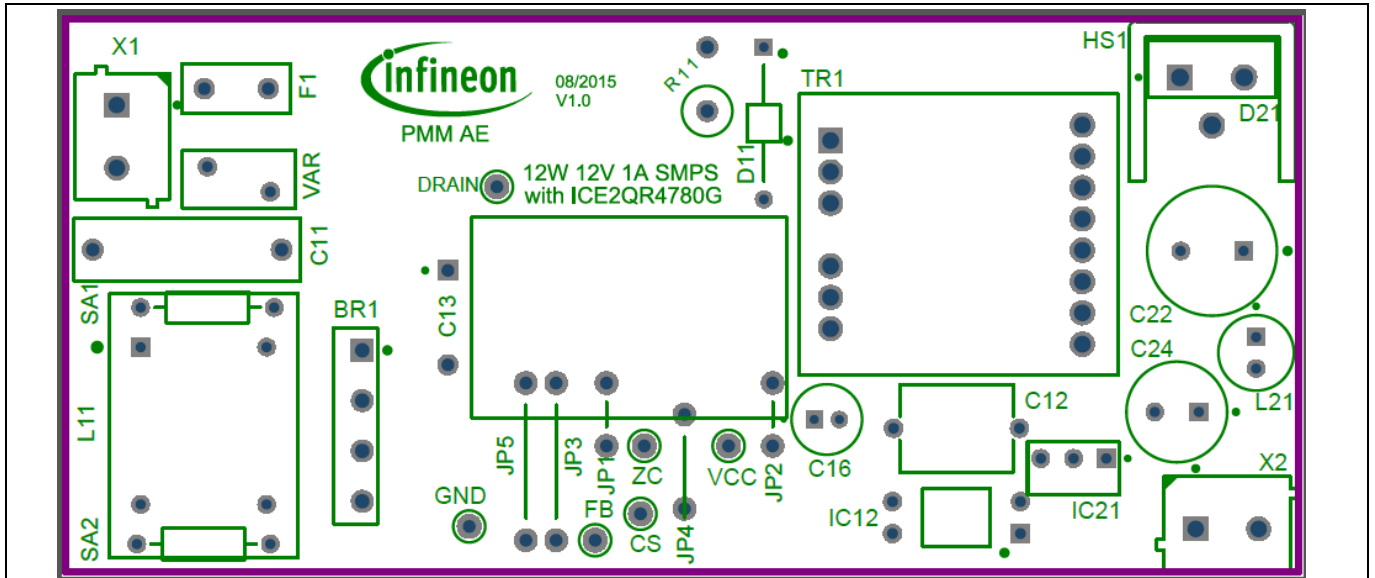 X1
F1
infineon
08/2015
V1.0
PMM AE
R11
TR1
HS1
D21
VAR
DRAIN
12W 12V 1A SMPS
with ICE2QR4780G
D11
C11
SA1
BR1
C13
C22
C24
L21
L11
JP5
JP3
JP1
ZC
VCC
JP2
C16
C12
X2
GND
FB
CS
JP4
IC12
IC21
SA2